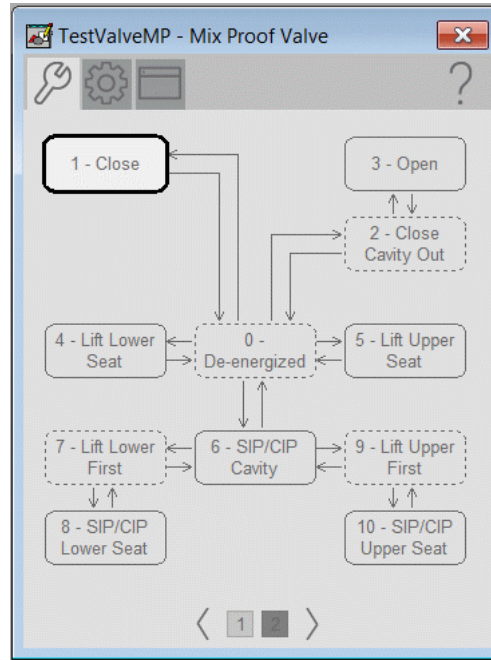 TestValveMP - Mix Proof Valve
?
1 - Close
3 - Open
2 - Close
Cavity Out
4 - Lift Lower
Seat
0 -
De-energized
5 - Lift Upper
Seat
7 - Lift Lower
First
6 - SIP/CIP
Cavity
9 - Lift Upper
First
8 - SIP/CIP
Lower Seat
10 - SIP/CIP
Upper Seat
1 2